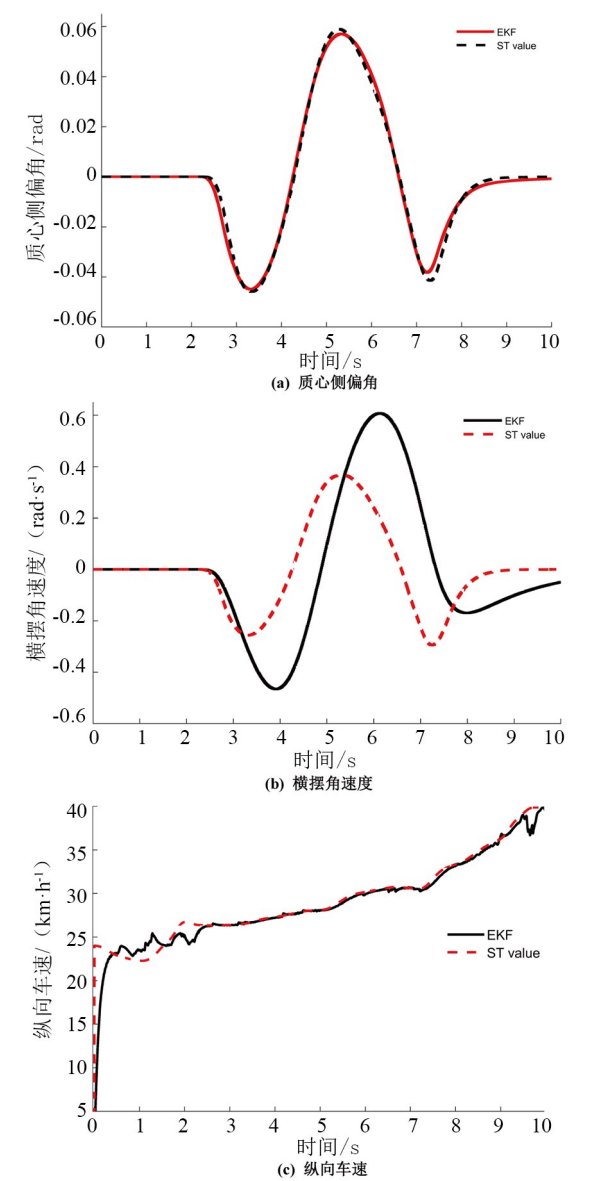 0.06
0.04
0.02
0
-0.02
-0.04
-0.06
质心侧偏角/rad
EKF
ST value
0 1 2 3 4 5 6 7 8 9 10
时间/s
(a) 质心侧偏角
0.6
0.4
0.2
0
-0.2
-0.4
-0.6
横摆角速度/（rad·s⁻¹）
EKF
ST value
0 1 2 3 4 5 6 7 8 9 10
时间/s
(b) 横摆角速度
40
35
30
25
20
15
10
5
纵向车速/（km·h⁻¹）
EKF
ST value
0 1 2 3 4 5 6 7 8 9 10
时间/s
(c) 纵向车速